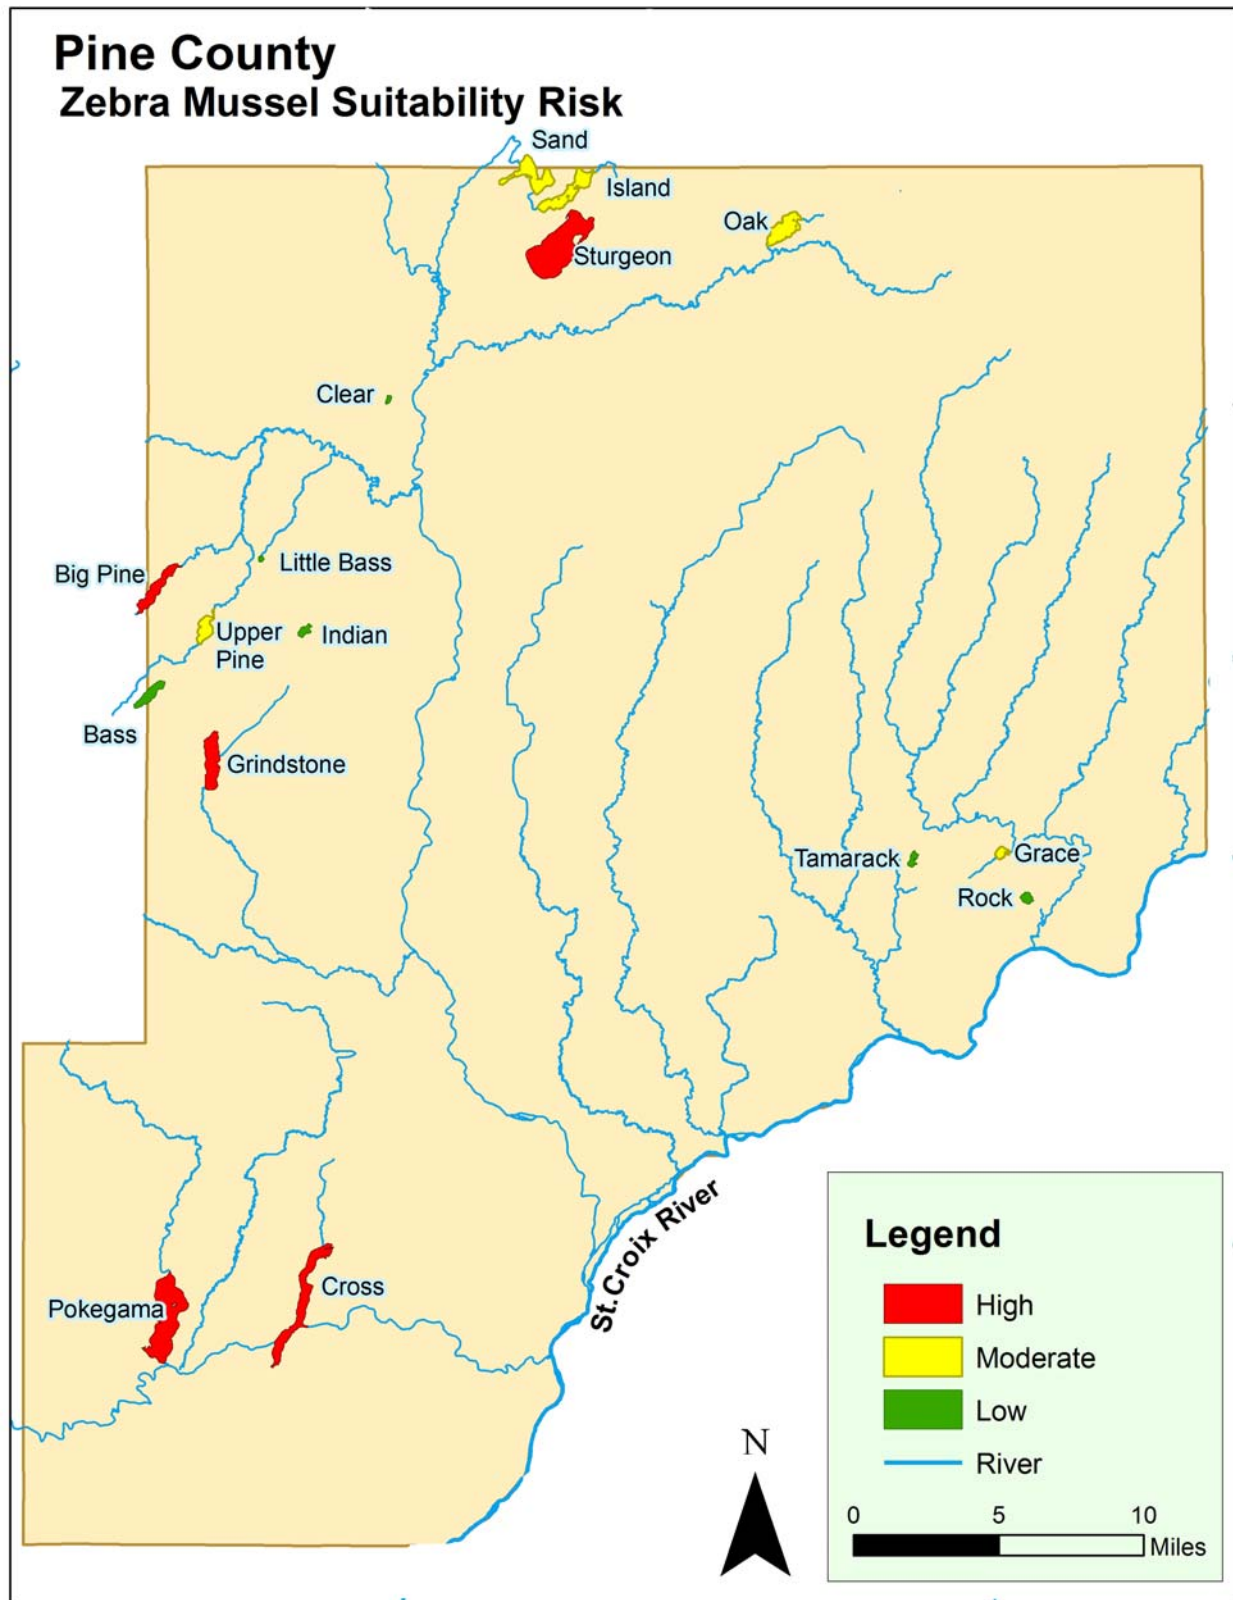 Pine County
Zebra Mussel Suitability Risk
Sand
Island
Oak
Sturgeon
Clear
Little Bass
Big Pine
Upper
Pine
Indian
Bass
Grindstone
Tamarack
Grace
Rock
St.Croix River
Cross
Pokegama
N
Legend
High
Moderate
Low
River
0 5 10
Miles